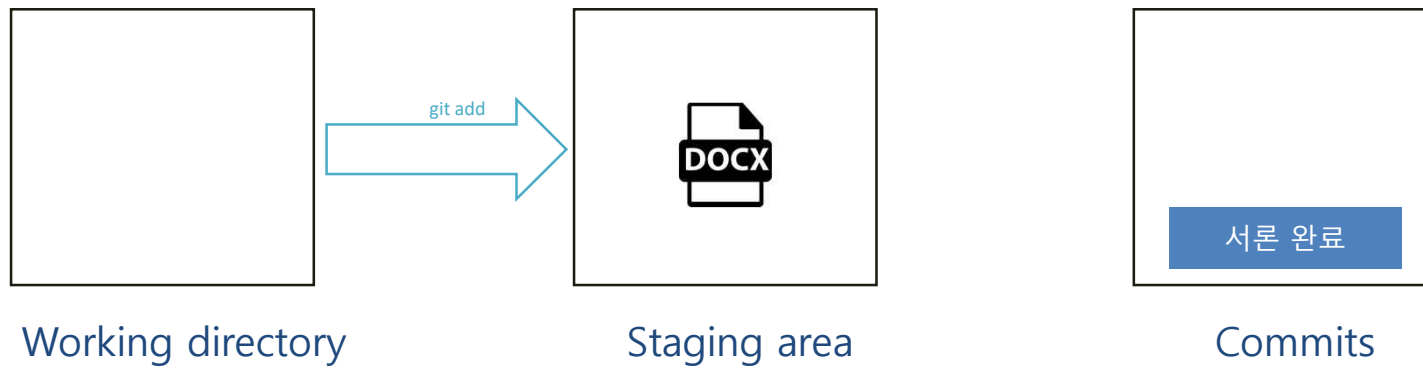 git add
DOCX
서론 완료
Working directory
Staging area
Commits